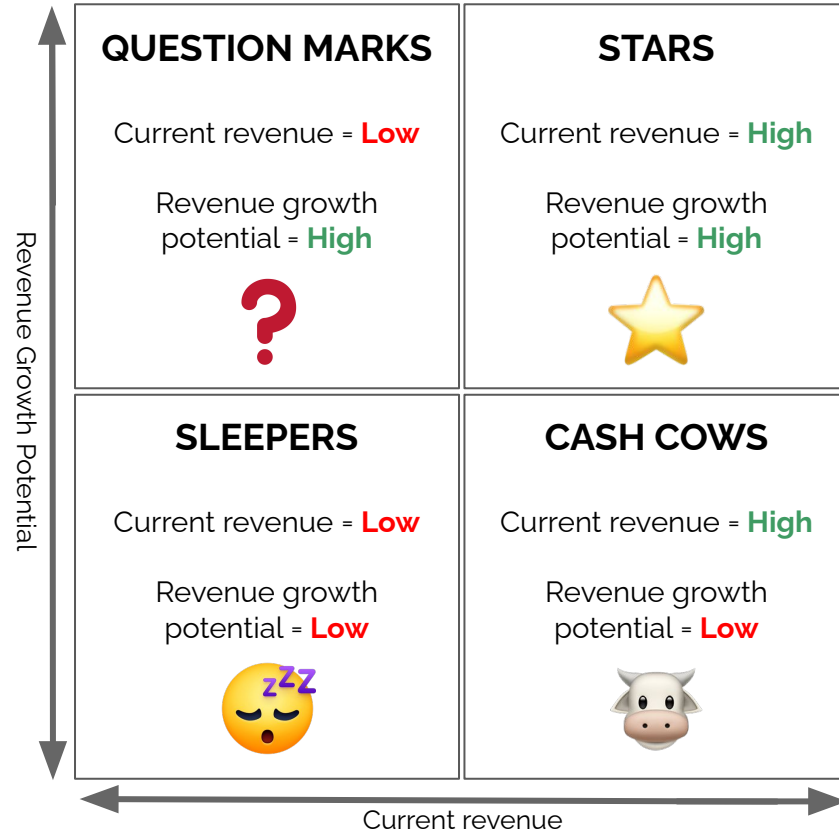 QUESTION MARKS
Current revenue = Low
Revenue growth
potential = High
STARS
Current revenue = High
Revenue growth
potential = High
SLEEPERS
Current revenue = Low
Revenue growth
potential = Low
zzZ
CASH COWS
Current revenue = High
Revenue growth
potential = Low
Revenue Growth Potential
Current revenue